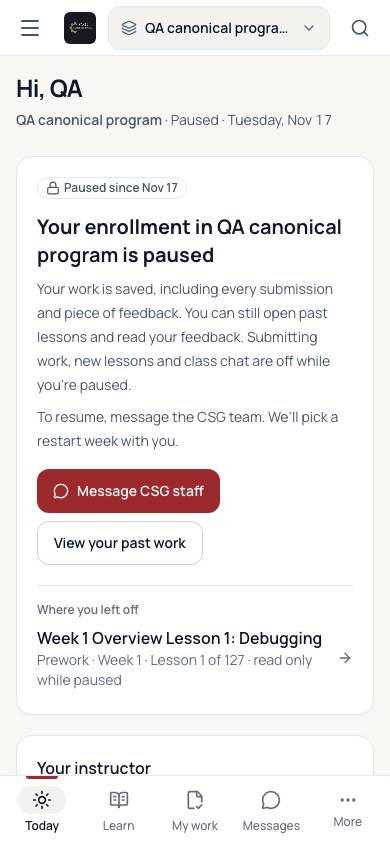 QA canonical progra...
Hi, QA
QA canonical program · Paused · Tuesday, Nov 17
Paused since Nov 17
Your enrollment in QA canonical
program is paused
Your work is saved, including every submission
and piece of feedback. You can still open past
lessons and read your feedback. Submitting
work, new lessons and class chat are off while
you're paused.
To resume, message the CSG team. We'll pick a
restart week with you.
Message CSG staff
View your past work
Where you left off
Week 1 Overview Lesson 1: Debugging
Prework · Week 1 · Lesson 1 of 127 · read only
while paused
Your instructor
Today
Learn
My work
Messages
More